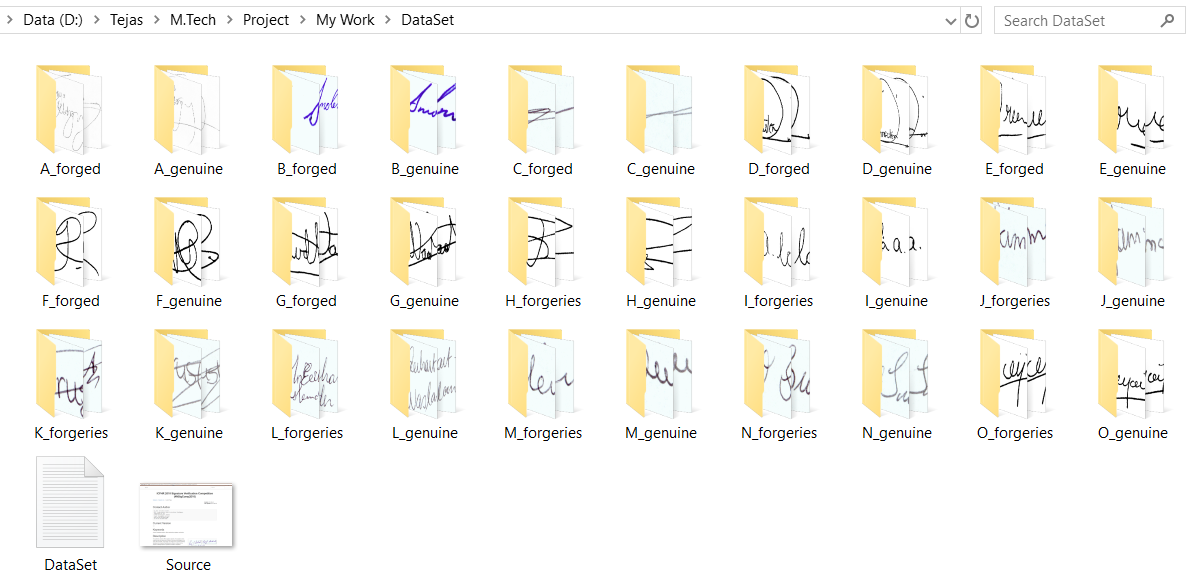 Data (D:) > Tejas > M.Tech > Project > My Work > DataSet Search DataSet
A_forged A_genuine B_forged B_genuine C_forged C_genuine D_forged D_genuine E_forged E_genuine
F_forged F_genuine G_forged G_genuine H_forgeries H_genuine I_forgeries I_genuine J_forgeries J_genuine
K_forgeries K_genuine L_forgeries L_genuine M_forgeries M_genuine N_forgeries N_genuine O_forgeries O_genuine
DataSet Source